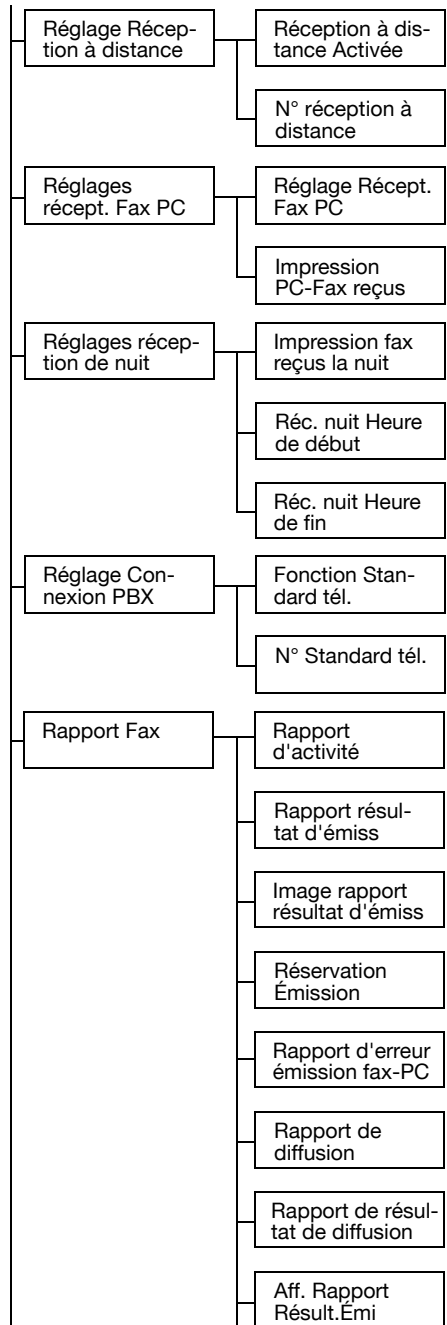 Réglage Récep-
tion à distance
Réception à dis-
tance Activée
N° réception à
distance
Réglages
récept. Fax PC
Réglage Récept.
Fax PC
Impression
PC-Fax reçus
Réglages récep-
tion de nuit
Impression fax
reçus la nuit
Réc. nuit Heure
de début
Réc. nuit Heure
de fin
Réglage Con-
nexion PBX
Fonction Stan-
dard tél.
N° Standard tél.
Rapport Fax
Rapport
d'activité
Rapport résul-
tat d'émiss
Image rapport
résultat d'émiss
Réservation
Émission
Rapport d'erreur
émission fax-PC
Rapport de
diffusion
Rapport de résul-
tat de diffusion
Aff. Rapport
Résult.Émi